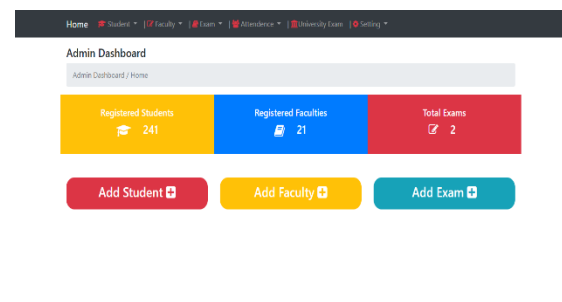 Home Student | Faculty | Exam | Attendence | University Exam | Setting
Admin Dashboard
Admin Dashboard / Home
Registered Students
241
Registered Faculties
21
Total Exams
2
Add Student
Add Faculty
Add Exam